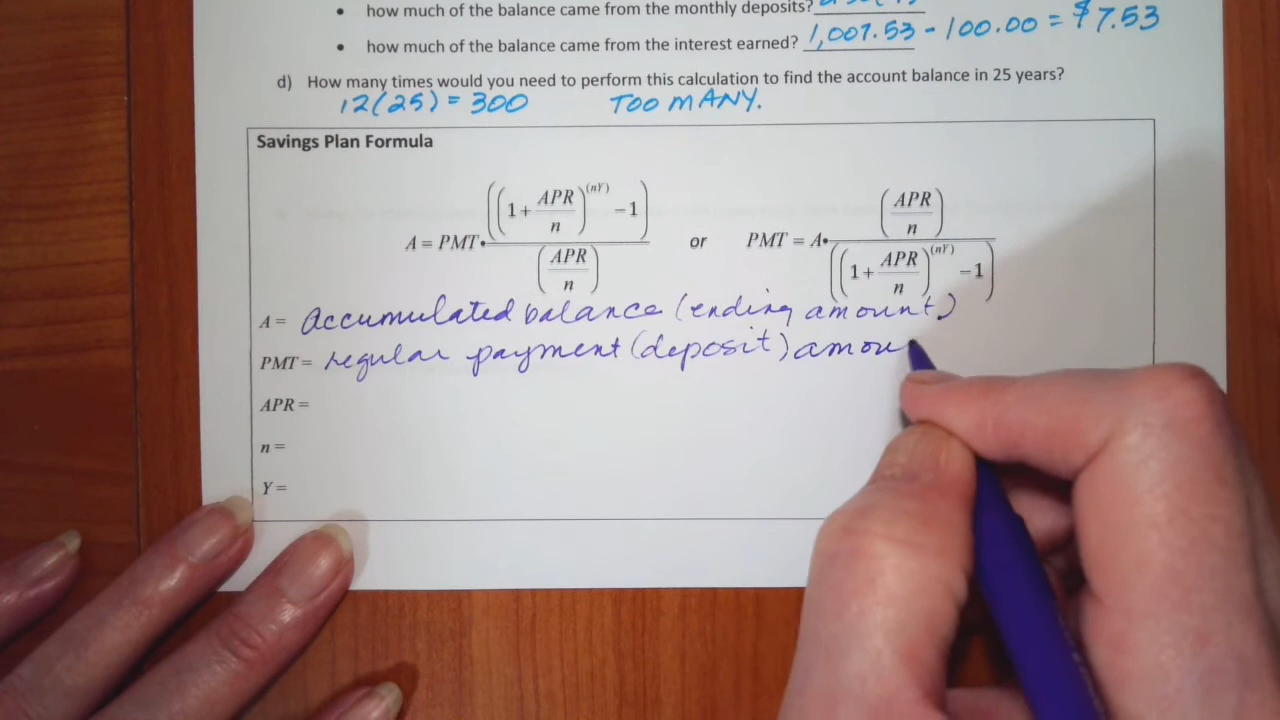 • how much of the balance came from the monthly deposits?
• how much of the balance came from the interest earned? 1,007.53 - 100.00 = $7.53
d) How many times would you need to perform this calculation to find the account balance in 25 years?
12(25) = 300 TOO MANY.
Savings Plan Formula
A = PMT • ((1 + APR/n)^(nY) − 1) / (APR/n) or PMT = A • (APR/n) / ((1 + APR/n)^(nY) − 1)
A = accumulated balance (ending amount)
PMT = regular payment (deposit) amou
APR =
n =
Y =